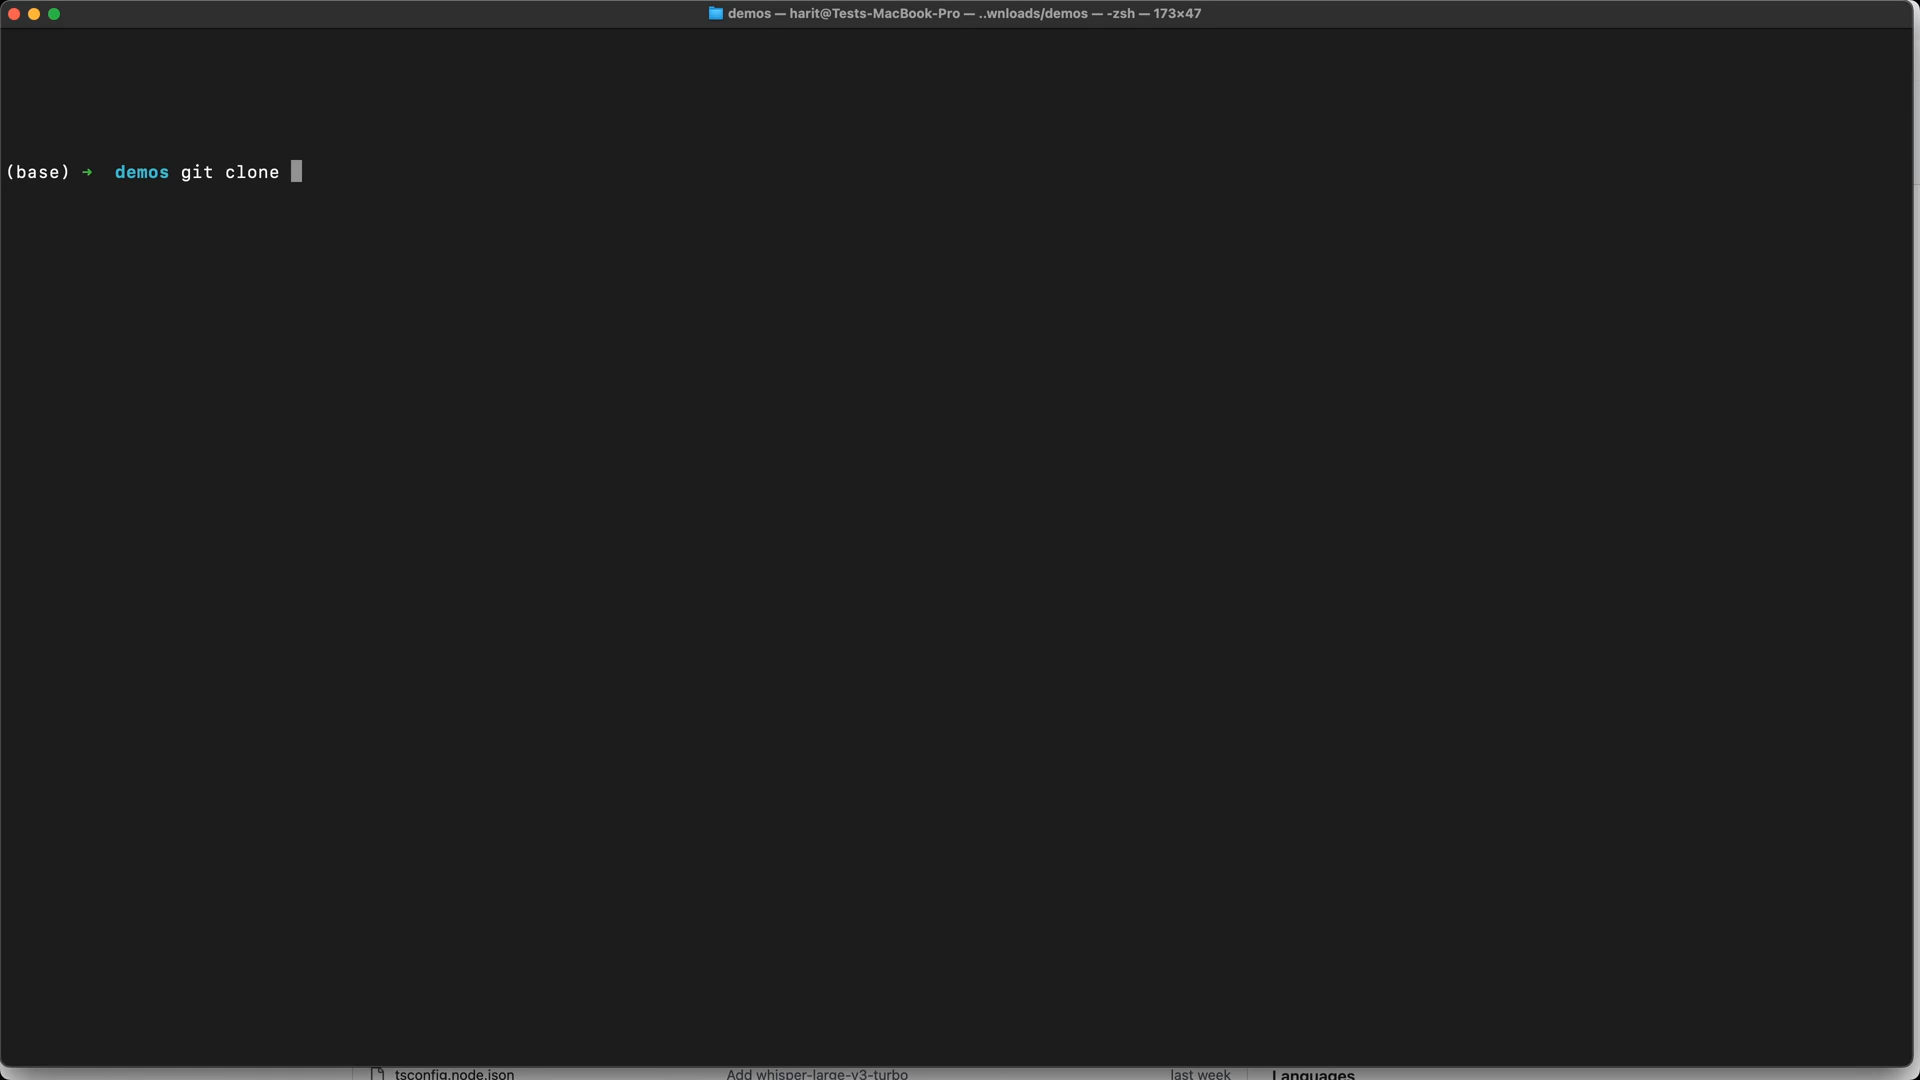 demos — harit@Tests-MacBook-Pro — ..wnloads/demos — -zsh — 173×47
(base) ➜ demos git clone
tsconfig.node.json Add whisper-large-v3-turbo last week Languages